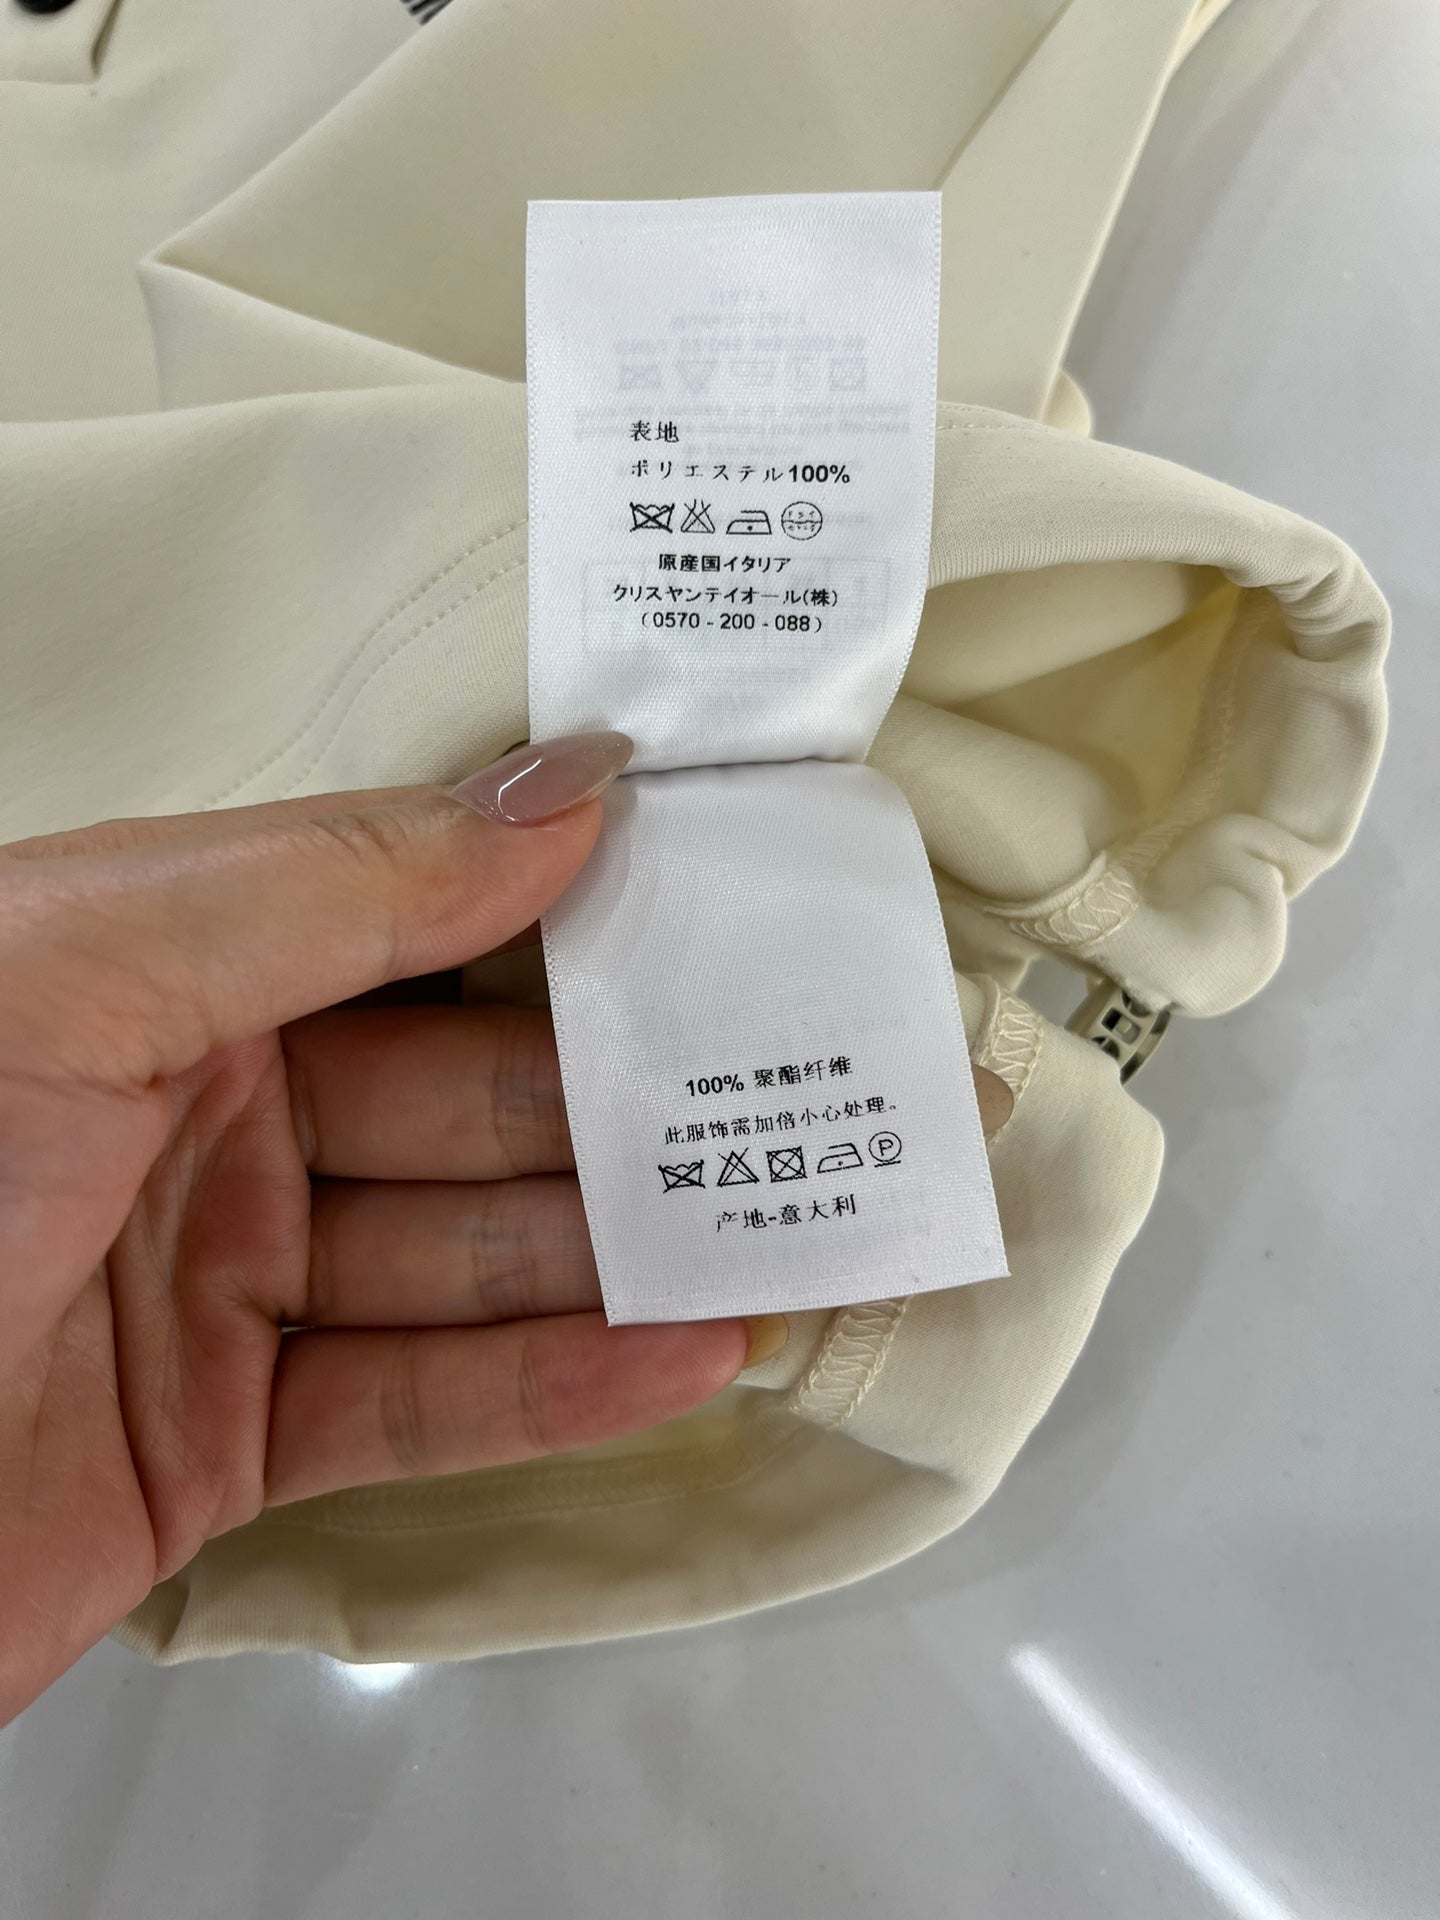 表地
ポリエステル100%
原産国イタリア
クリスヤンテイオール(株)
(0570-200-088)
100% 聚酯纤维
此服饰需加倍小心处理。
P
产地-意大利